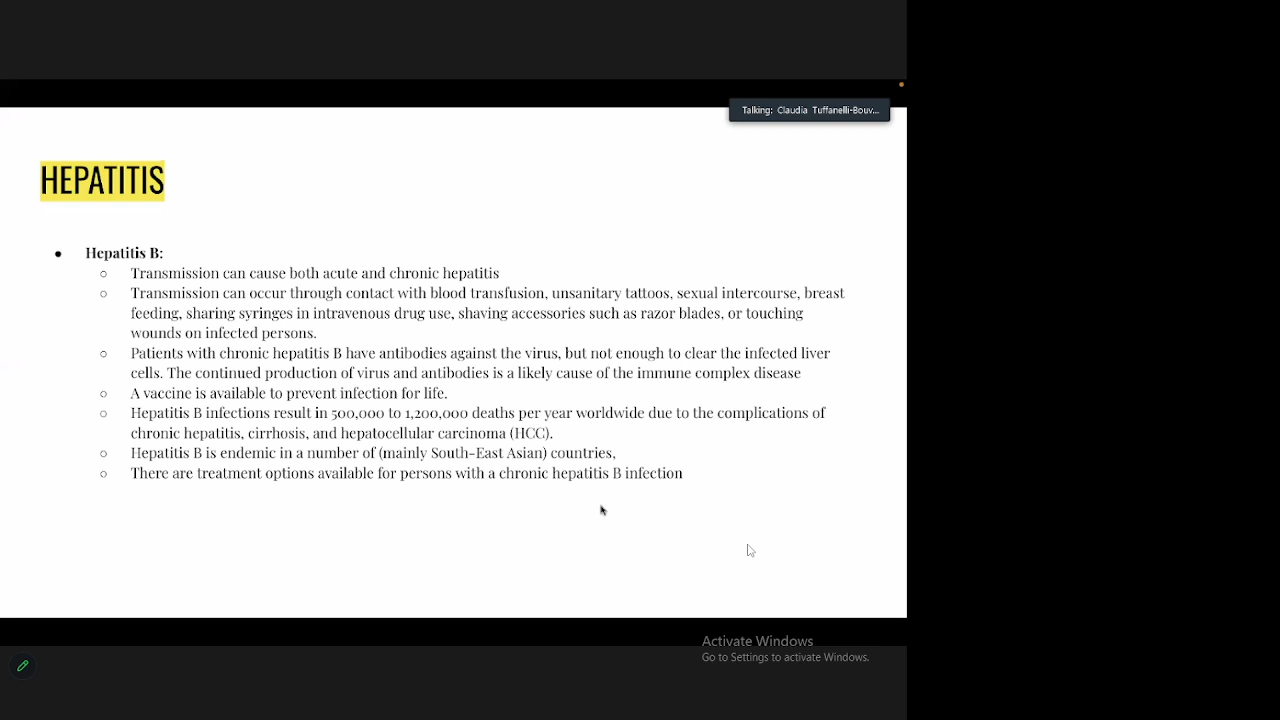 Talking: Claudia Tuffanelli-Bouv...
HEPATITIS
● Hepatitis B:
○ Transmission can cause both acute and chronic hepatitis
○ Transmission can occur through contact with blood transfusion, unsanitary tattoos, sexual intercourse, breast
feeding, sharing syringes in intravenous drug use, shaving accessories such as razor blades, or touching
wounds on infected persons.
○ Patients with chronic hepatitis B have antibodies against the virus, but not enough to clear the infected liver
cells. The continued production of virus and antibodies is a likely cause of the immune complex disease
○ A vaccine is available to prevent infection for life.
○ Hepatitis B infections result in 500,000 to 1,200,000 deaths per year worldwide due to the complications of
chronic hepatitis, cirrhosis, and hepatocellular carcinoma (HCC).
○ Hepatitis B is endemic in a number of (mainly South-East Asian) countries,
○ There are treatment options available for persons with a chronic hepatitis B infection
Activate Windows
Go to Settings to activate Windows.